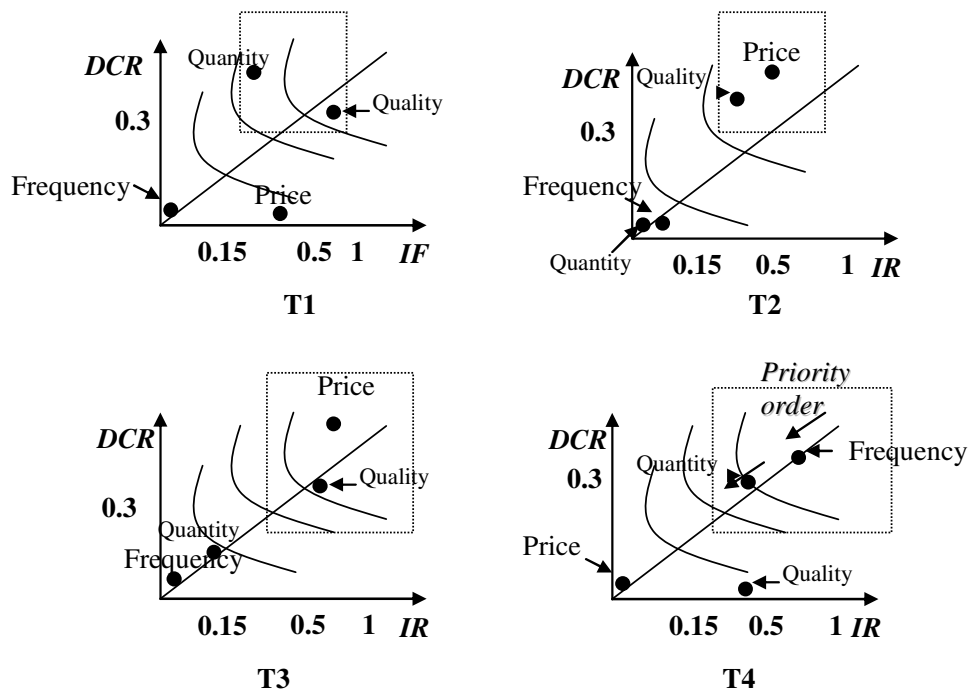 Quantity
DCR
Quality
0.3
Frequency
Price
0.15 0.5 1 IF
T1
Price
DCR
Quality
0.3
Frequency
Quantity
0.15 0.5 1 IR
T2
Price
DCR
Quality
0.3
Quantity
Frequency
0.15 0.5 1 IR
T3
Priority
order
DCR
Frequency
Quantity
0.3
Price
Quality
0.15 0.5 1 IR
T4